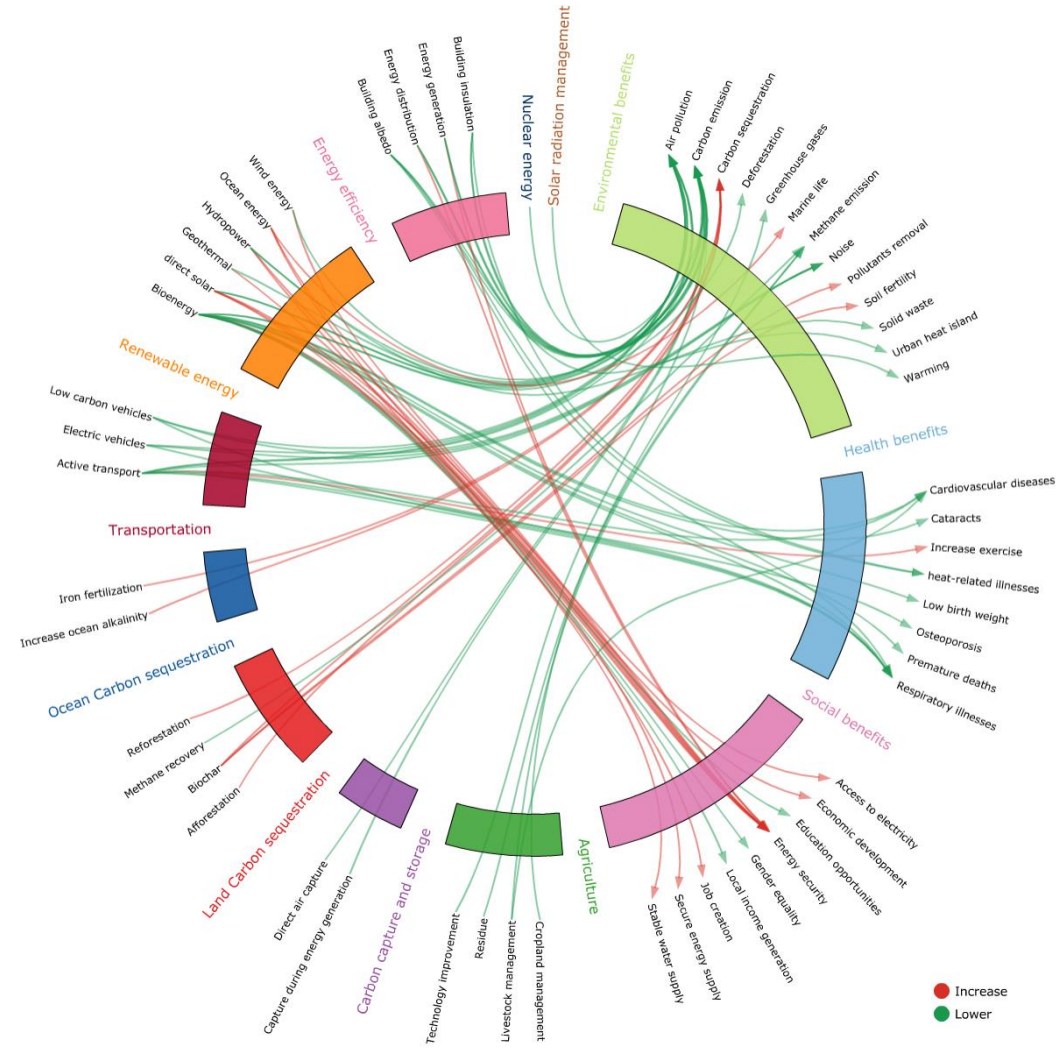 Solar radiation management
Nuclear energy
Building insulation
Energy generation
Energy distribution
Building albedo
Energy efficiency
Wind energy
Ocean energy
Hydropower
Geothermal
direct solar
Bioenergy
Renewable energy
Low carbon vehicles
Electric vehicles
Active transport
Transportation
Iron fertilization
Increase ocean alkalinity
Ocean Carbon sequestration
Reforestation
Methane recovery
Biochar
Afforestation
Land Carbon sequestration
Direct air capture
Capture during energy generation
Carbon capture and storage
Technology improvement
Residue
Livestock management
Cropland management
Agriculture
Environmental benefits
Air pollution
Carbon emission
Carbon sequestration
Deforestation
Greenhouse gases
Marine life
Methane emission
Noise
Pollutants removal
Soil fertility
Solid waste
Urban heat island
Warming
Health benefits
Cardiovascular diseases
Cataracts
Increase exercise
heat-related illnesses
Low birth weight
Osteoporosis
Premature deaths
Respiratory illnesses
Social benefits
Access to electricity
Economic development
Education opportunities
Energy security
Gender equality
Local income generation
Job creation
Secure energy supply
Stable water supply
Increase
Lower